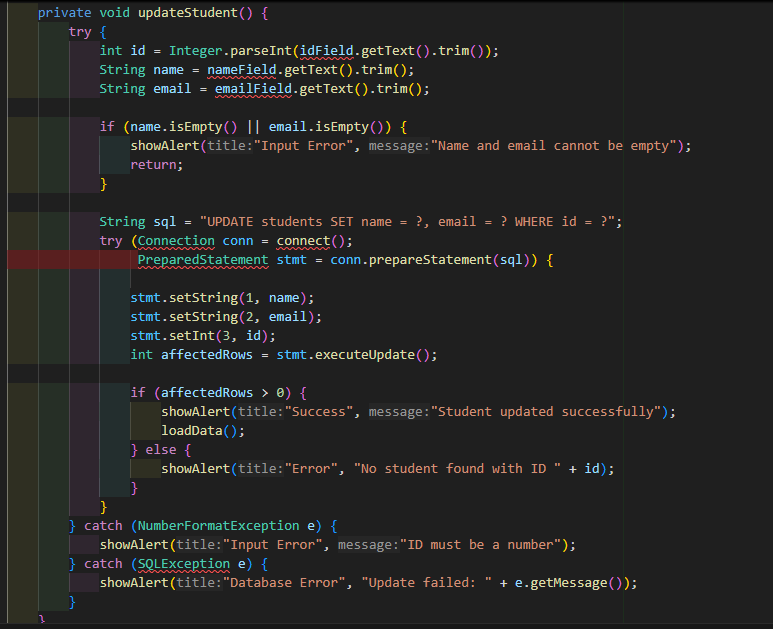 private void updateStudent() {
try {
int id = Integer.parseInt(idField.getText().trim());
String name = nameField.getText().trim();
String email = emailField.getText().trim();
if (name.isEmpty() || email.isEmpty()) {
showAlert(title:"Input Error", message:"Name and email cannot be empty");
return;
}
String sql = "UPDATE students SET name = ?, email = ? WHERE id = ?";
try (Connection conn = connect();
PreparedStatement stmt = conn.prepareStatement(sql)) {
stmt.setString(1, name);
stmt.setString(2, email);
stmt.setInt(3, id);
int affectedRows = stmt.executeUpdate();
if (affectedRows > 0) {
showAlert(title:"Success", message:"Student updated successfully");
loadData();
} else {
showAlert(title:"Error", "No student found with ID " + id);
}
}
} catch (NumberFormatException e) {
showAlert(title:"Input Error", message:"ID must be a number");
} catch (SQLException e) {
showAlert(title:"Database Error", "Update failed: " + e.getMessage());
}
}